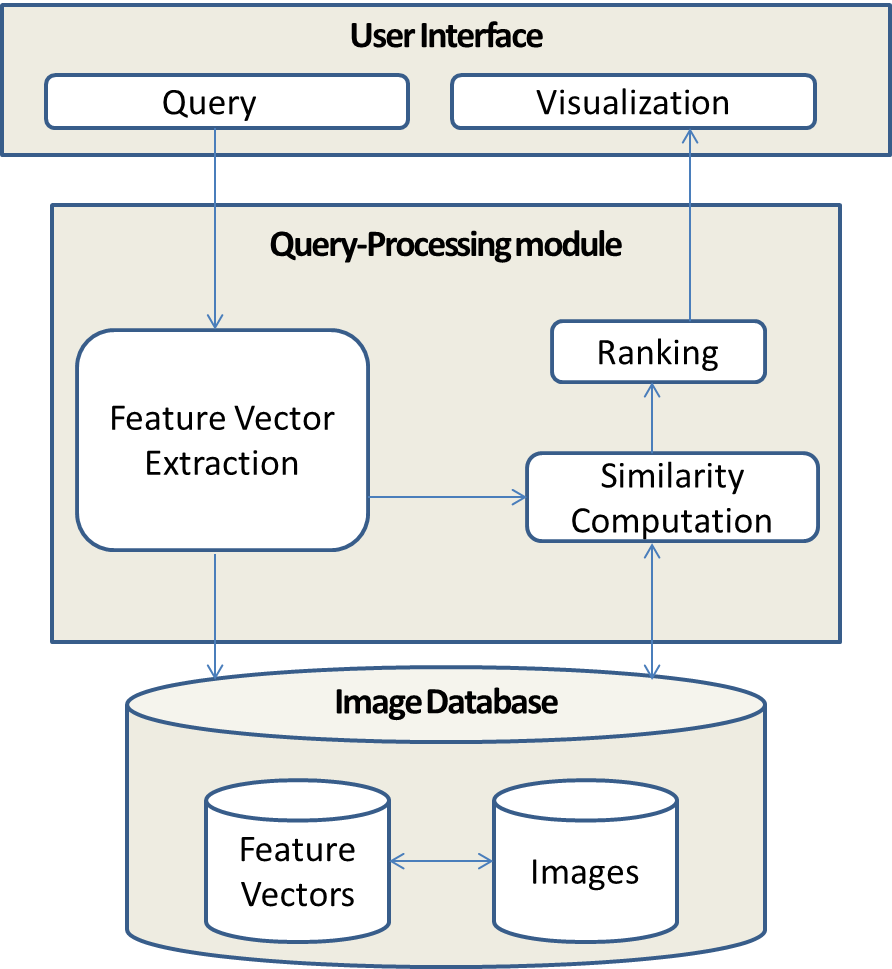 User Interface
Query
Visualization
Query-Processing module
Ranking
Feature Vector
Extraction
Similarity
Computation
Image Database
Feature
Vectors
Images